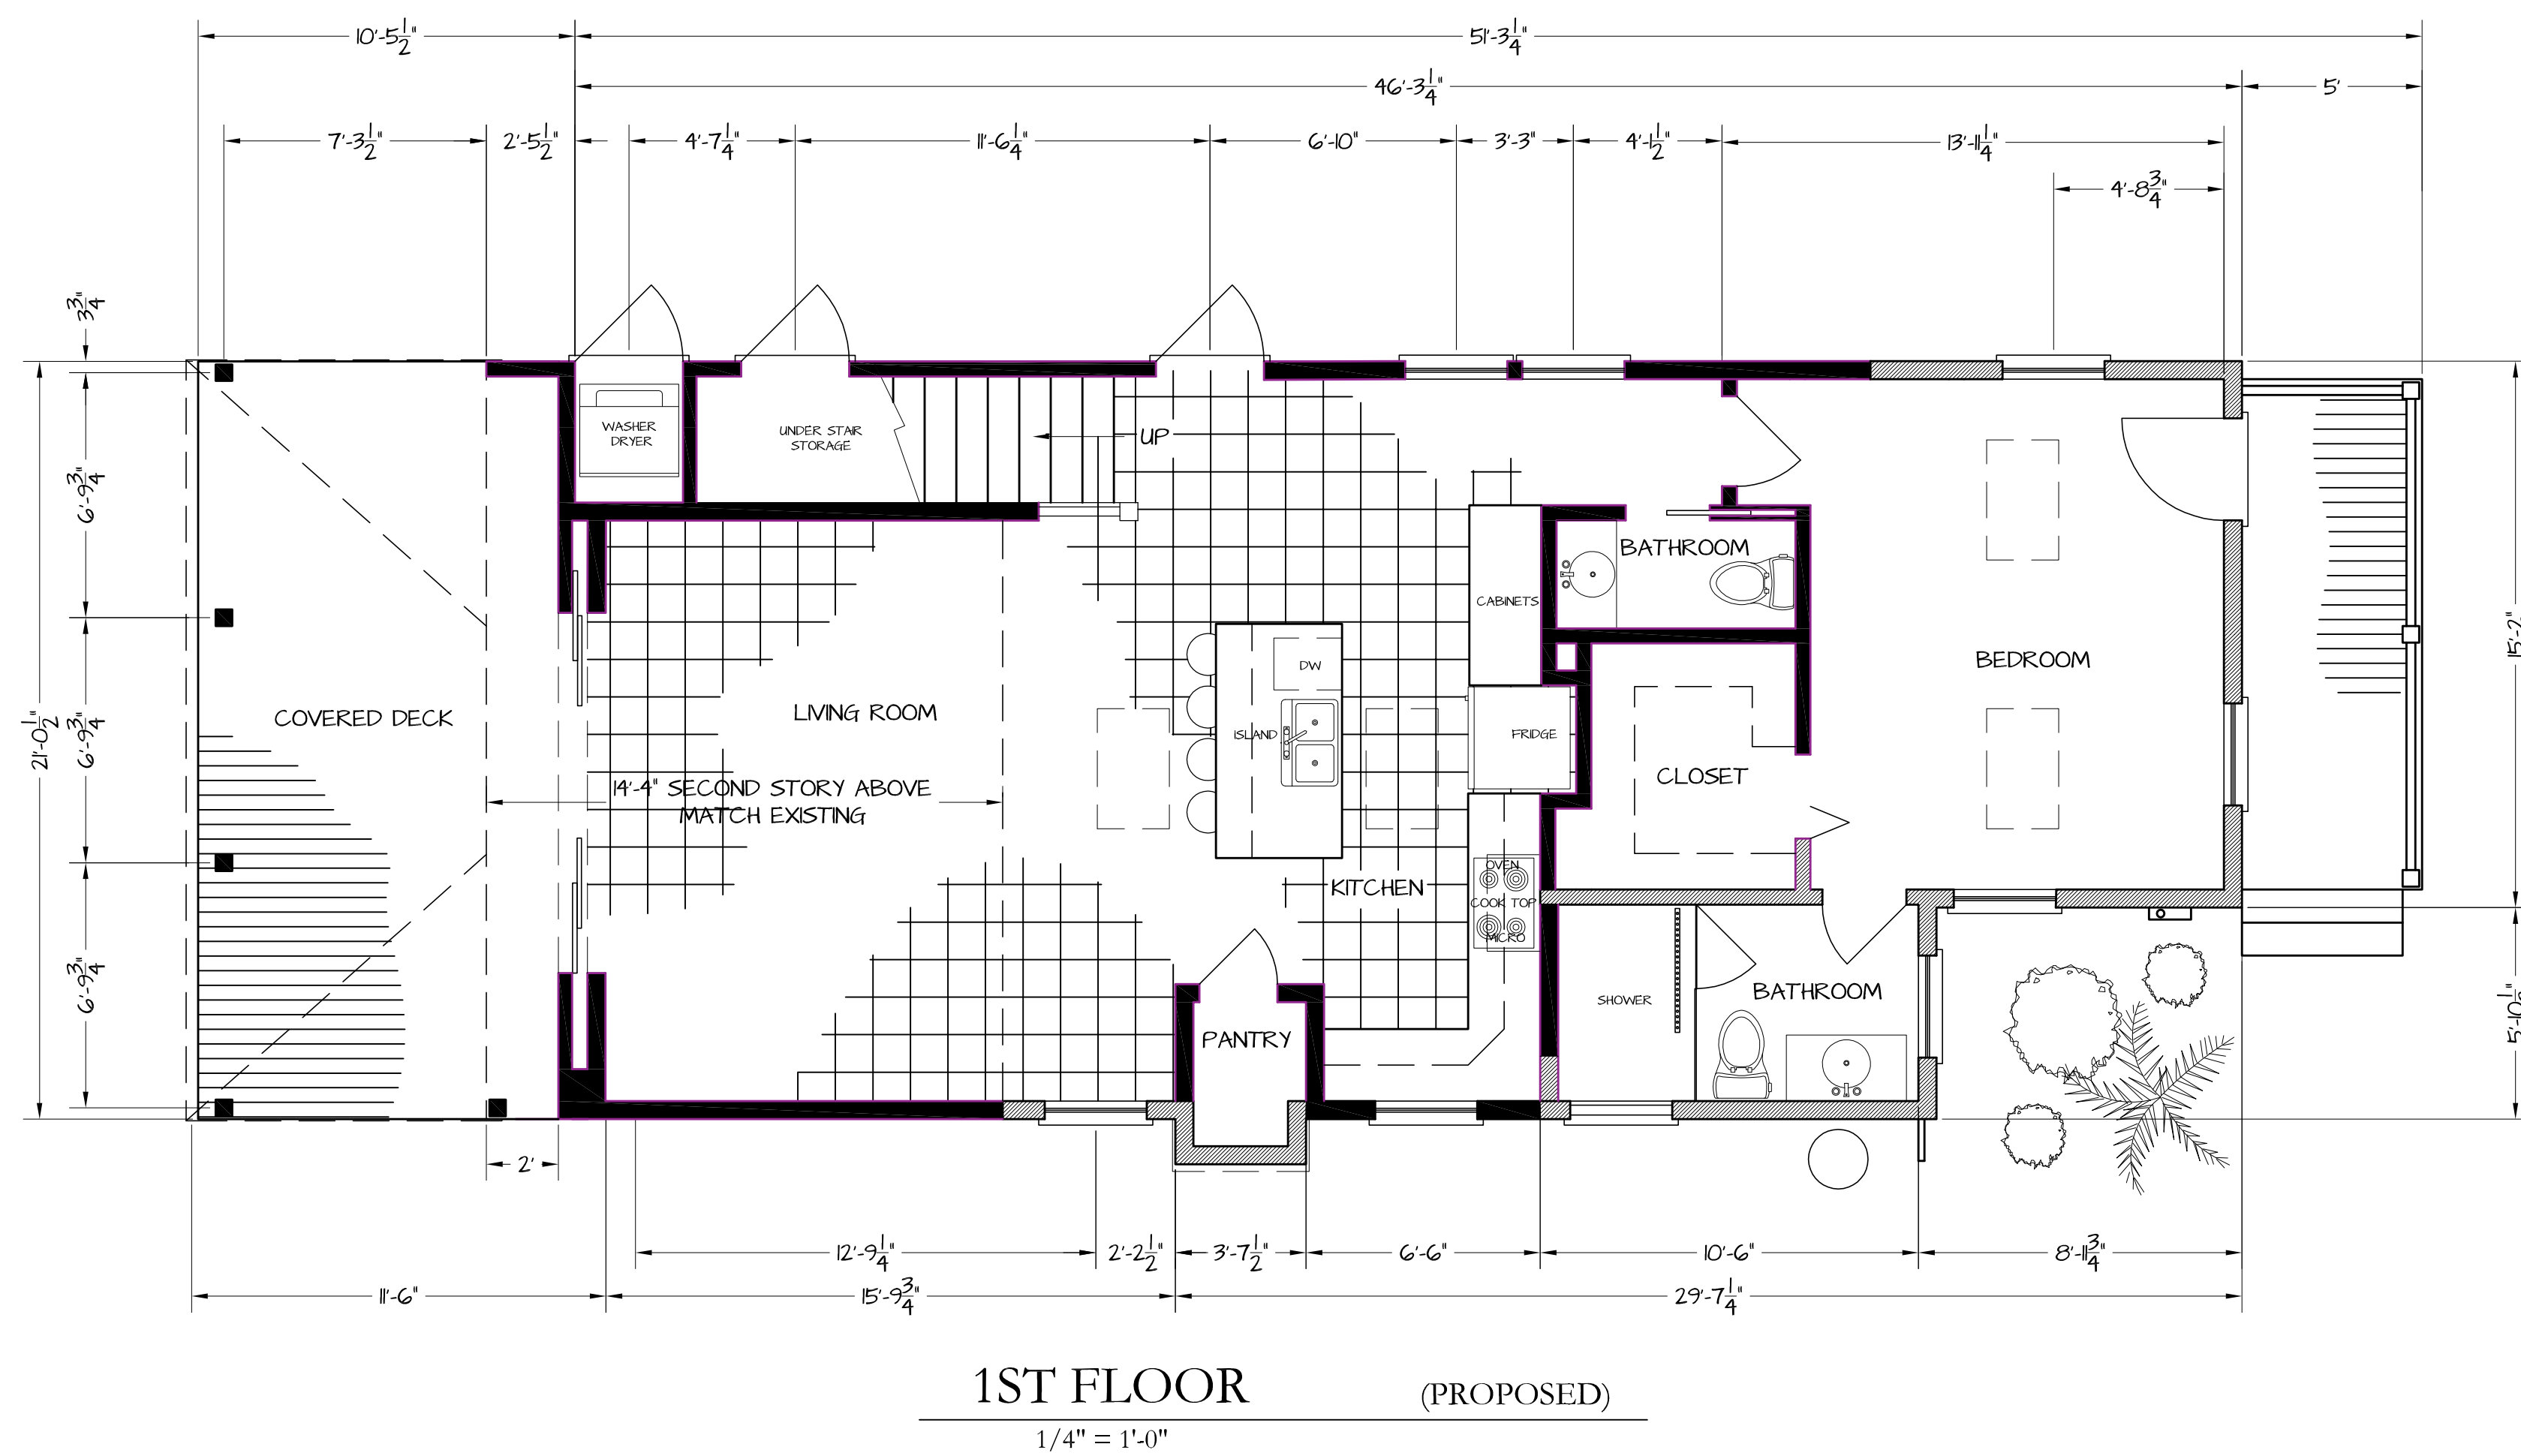 10'-5 1/2"
51'-3 1/4"
46'-3 1/4"
5'
7'-3 1/2"
2'-5 1/2"
4'-7 1/4"
11'-6 1/4"
6'-10"
3'-3"
4'-1 1/2"
13'-11 1/4"
4'-8 3/4"
3 3/4"
6'-9 3/4"
6'-9 3/4"
6'-9 3/4"
21'-0 1/2"
15'-2"
5'-10 1/2"
WASHER
DRYER
UNDER STAIR
STORAGE
UP
BATHROOM
CABINETS
DW
ISLAND
FRIDGE
BEDROOM
COVERED DECK
LIVING ROOM
CLOSET
14'-4" SECOND STORY ABOVE
MATCH EXISTING
OVEN
KITCHEN
COOK TOP
MICRO
SHOWER
BATHROOM
PANTRY
2'
12'-9 1/4"
2'-2 1/2"
3'-7 1/2"
6'-6"
10'-6"
8'-11 3/4"
11'-6"
15'-9 3/4"
29'-7 1/4"
1ST FLOOR (PROPOSED)
1/4" = 1'-0"